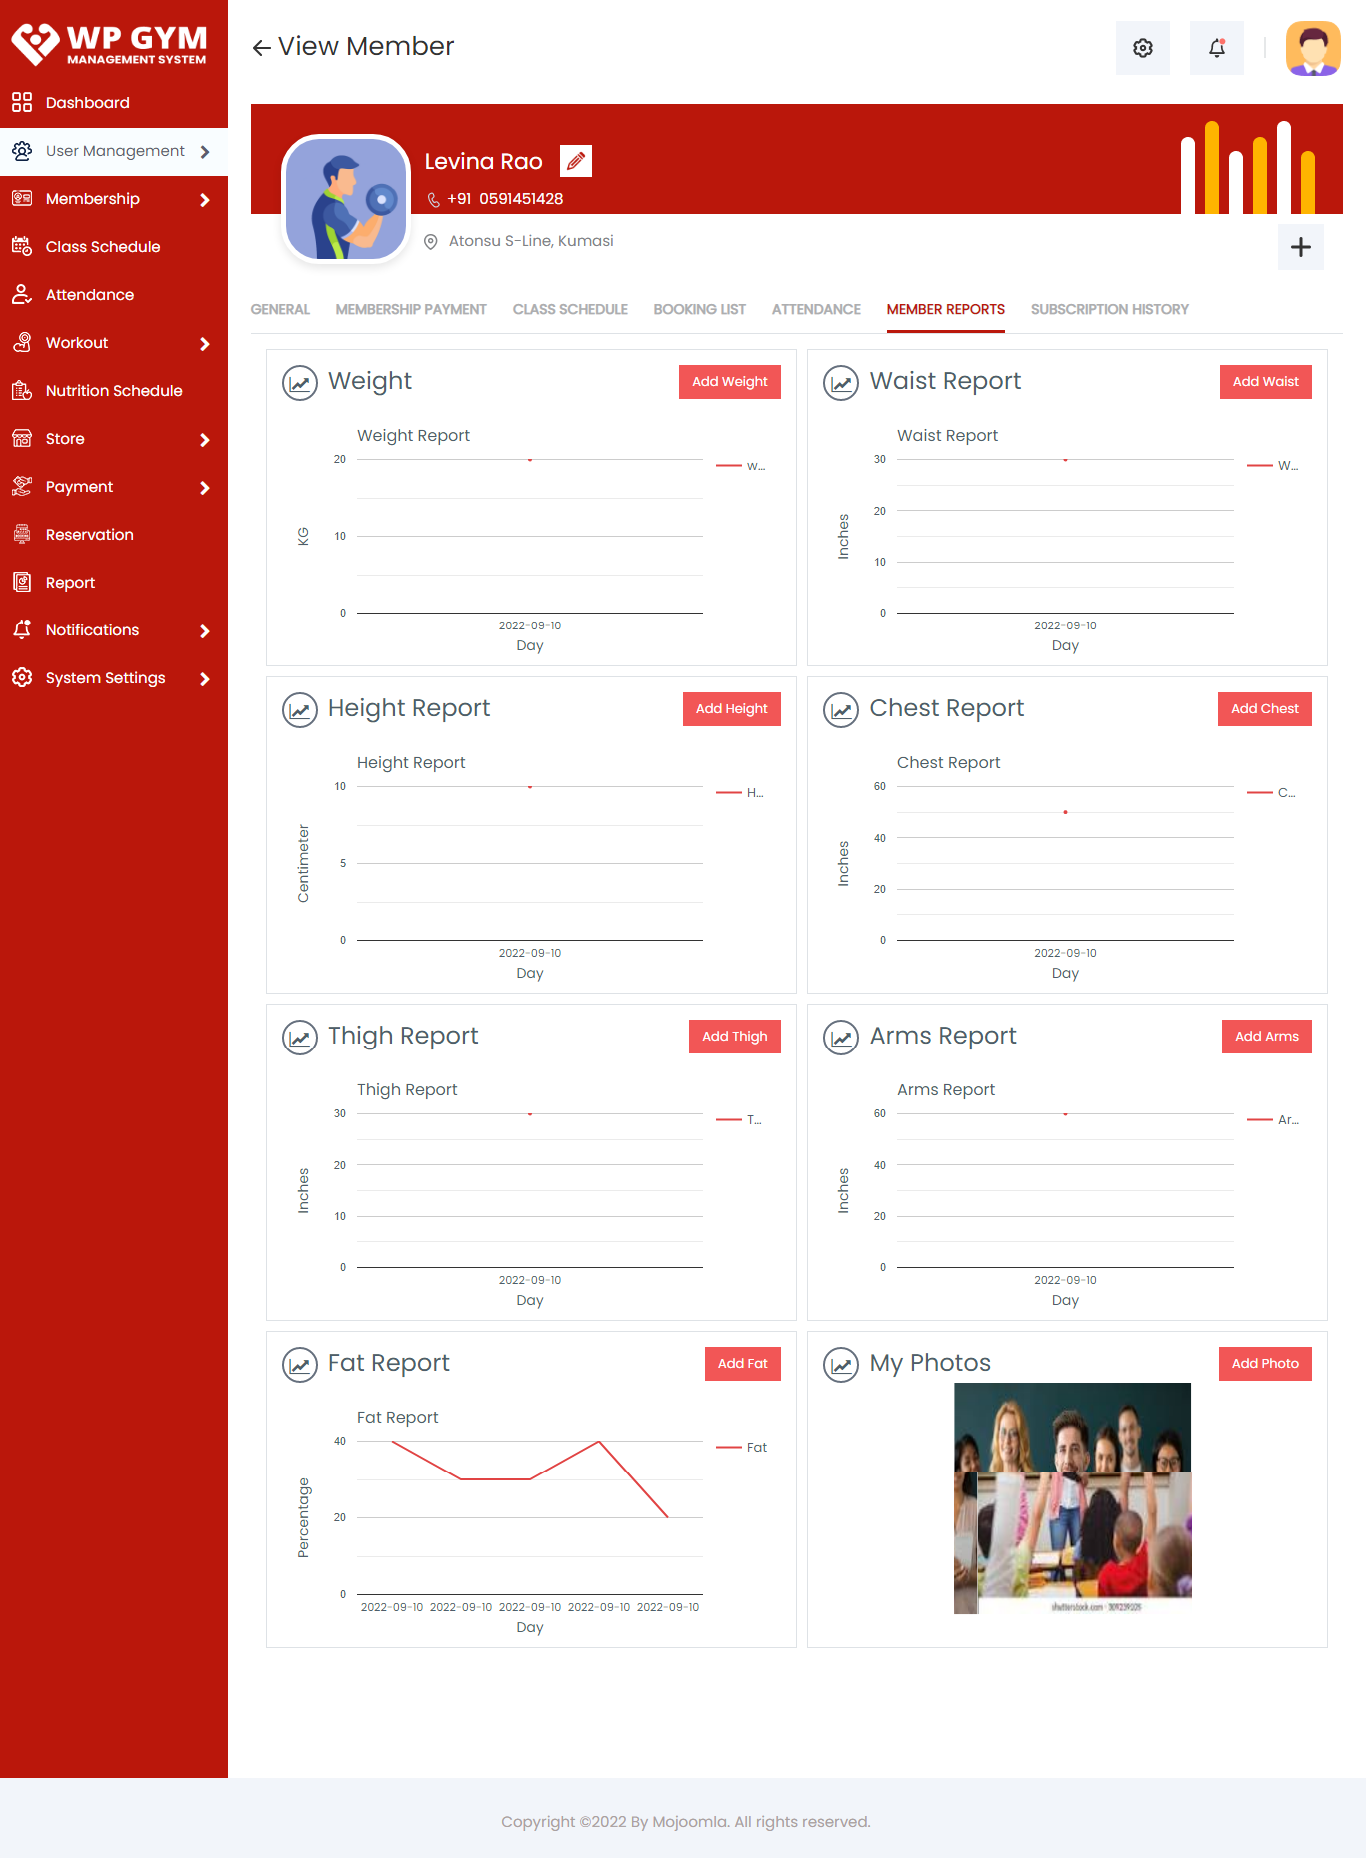 WP GYM
MANAGEMENT SYSTEM
Dashboard
User Management
Membership
Class Schedule
Attendance
Workout
Nutrition Schedule
Store
Payment
Reservation
Report
Notifications
System Settings
View Member
Levina Rao
+91 0591451428
Atonsu S-Line, Kumasi
GENERAL MEMBERSHIP PAYMENT CLASS SCHEDULE BOOKING LIST ATTENDANCE MEMBER REPORTS SUBSCRIPTION HISTORY
Weight
Add Weight
Weight Report
20
10
0
KG
w...
2022-09-10
Day
Waist Report
Add Waist
Waist Report
30
20
10
0
Inches
W...
2022-09-10
Day
Height Report
Add Height
Height Report
10
5
0
Centimeter
H...
2022-09-10
Day
Chest Report
Add Chest
Chest Report
60
40
20
0
Inches
C...
2022-09-10
Day
Thigh Report
Add Thigh
Thigh Report
30
20
10
0
Inches
T...
2022-09-10
Day
Arms Report
Add Arms
Arms Report
60
40
20
0
Inches
Ar...
2022-09-10
Day
Fat Report
Add Fat
Fat Report
40
20
0
Percentage
Fat
2022-09-10 2022-09-10 2022-09-10 2022-09-10 2022-09-10
Day
My Photos
Add Photo
shutterstock.com
Copyright ©2022 By Mojoomla. All rights reserved.